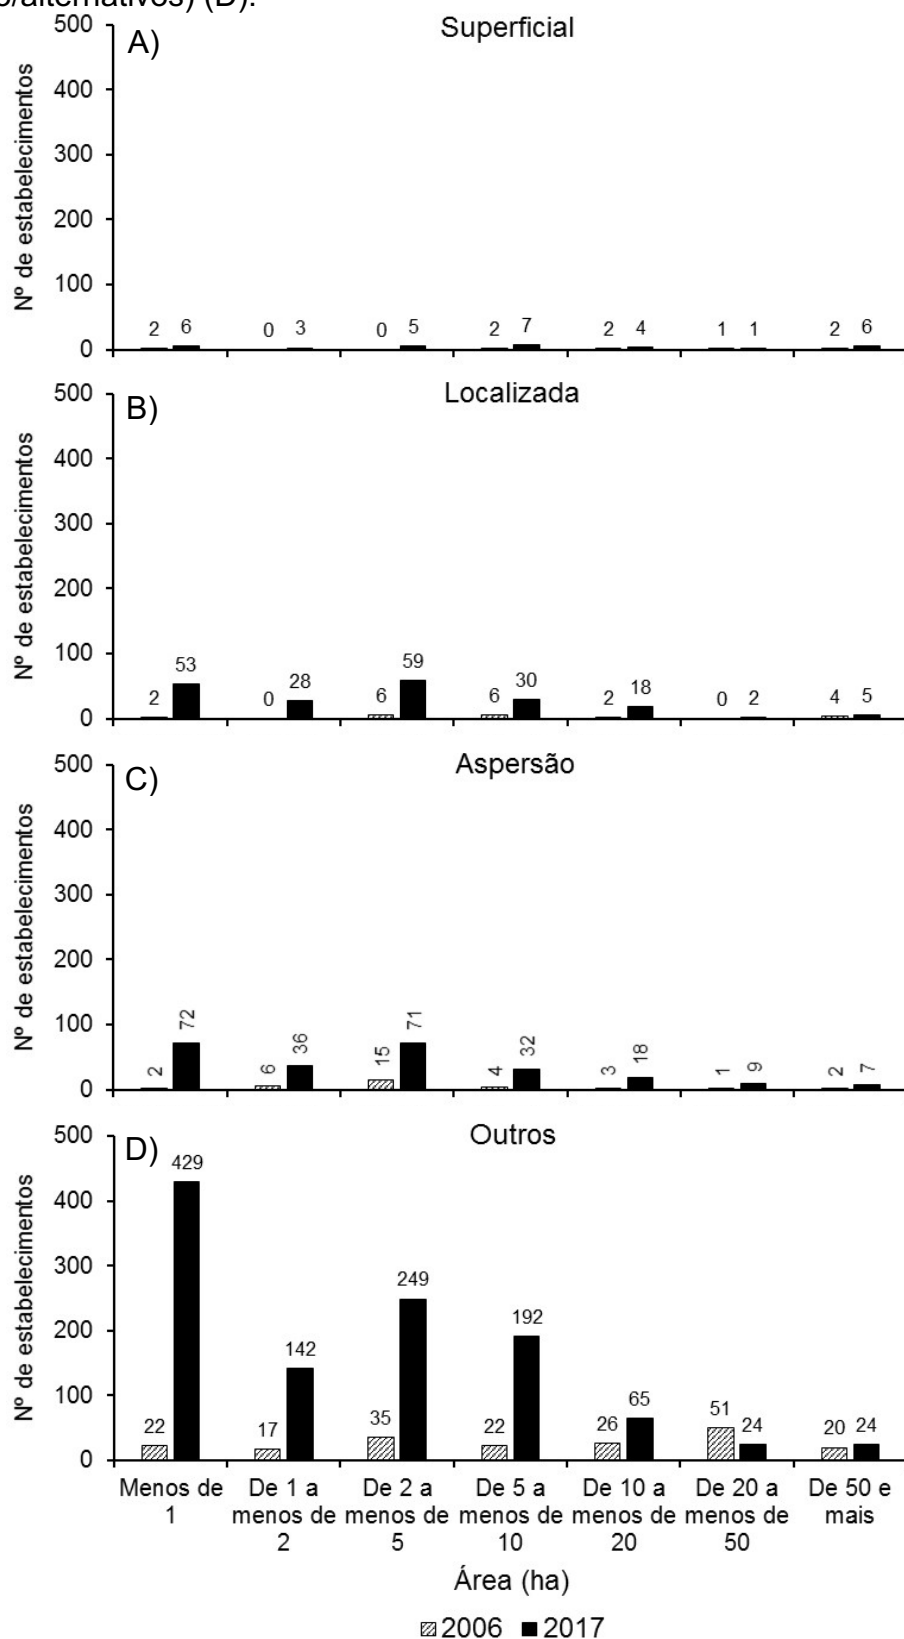 o/alternativos) (D).
A)
Superficial
Nº de estabelecimentos
500
400
300
200
100
0
2 6 0 3 0 5 2 7 2 4 1 1 2 6
B)
Localizada
Nº de estabelecimentos
500
400
300
200
100
0
2 53 0 28 6 59 6 30 2 18 0 2 4 5
C)
Aspersão
Nº de estabelecimentos
500
400
300
200
100
0
2 72 6 36 15 71 4 32 3 18 1 9 2 7
D)
Outros
Nº de estabelecimentos
500
400
300
200
100
0
22 429 17 142 35 249 22 192 26 65 51 24 20 24
Menos de De 1 a De 2 a De 5 a De 10 a De 20 a De 50 e
1 menos de menos de menos de menos de menos de mais
2 5 10 20 50
Área (ha)
2006 2017